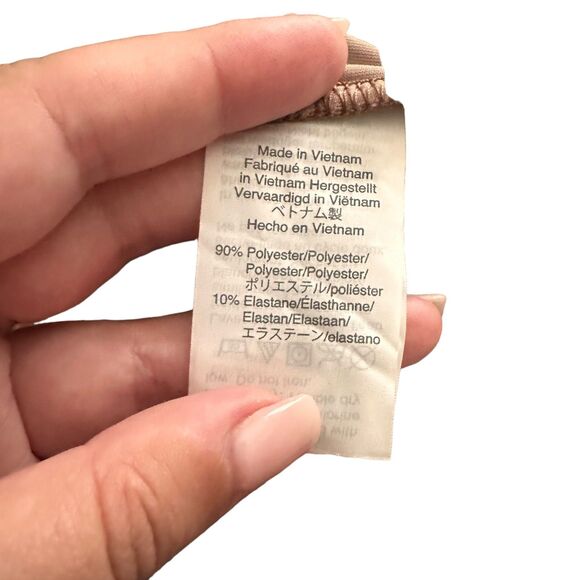 Made in Vietnam
Fabriqué au Vietnam
in Vietnam Hergestellt
Vervaardigd in Viëtnam
ベトナム製
Hecho en Vietnam
90% Polyester/Polyester/
Polyester/Polyester/
ポリエステル/poliéster
10% Elastane/Élasthanne/
Elastan/Elastaan/
エラステーン/elastano